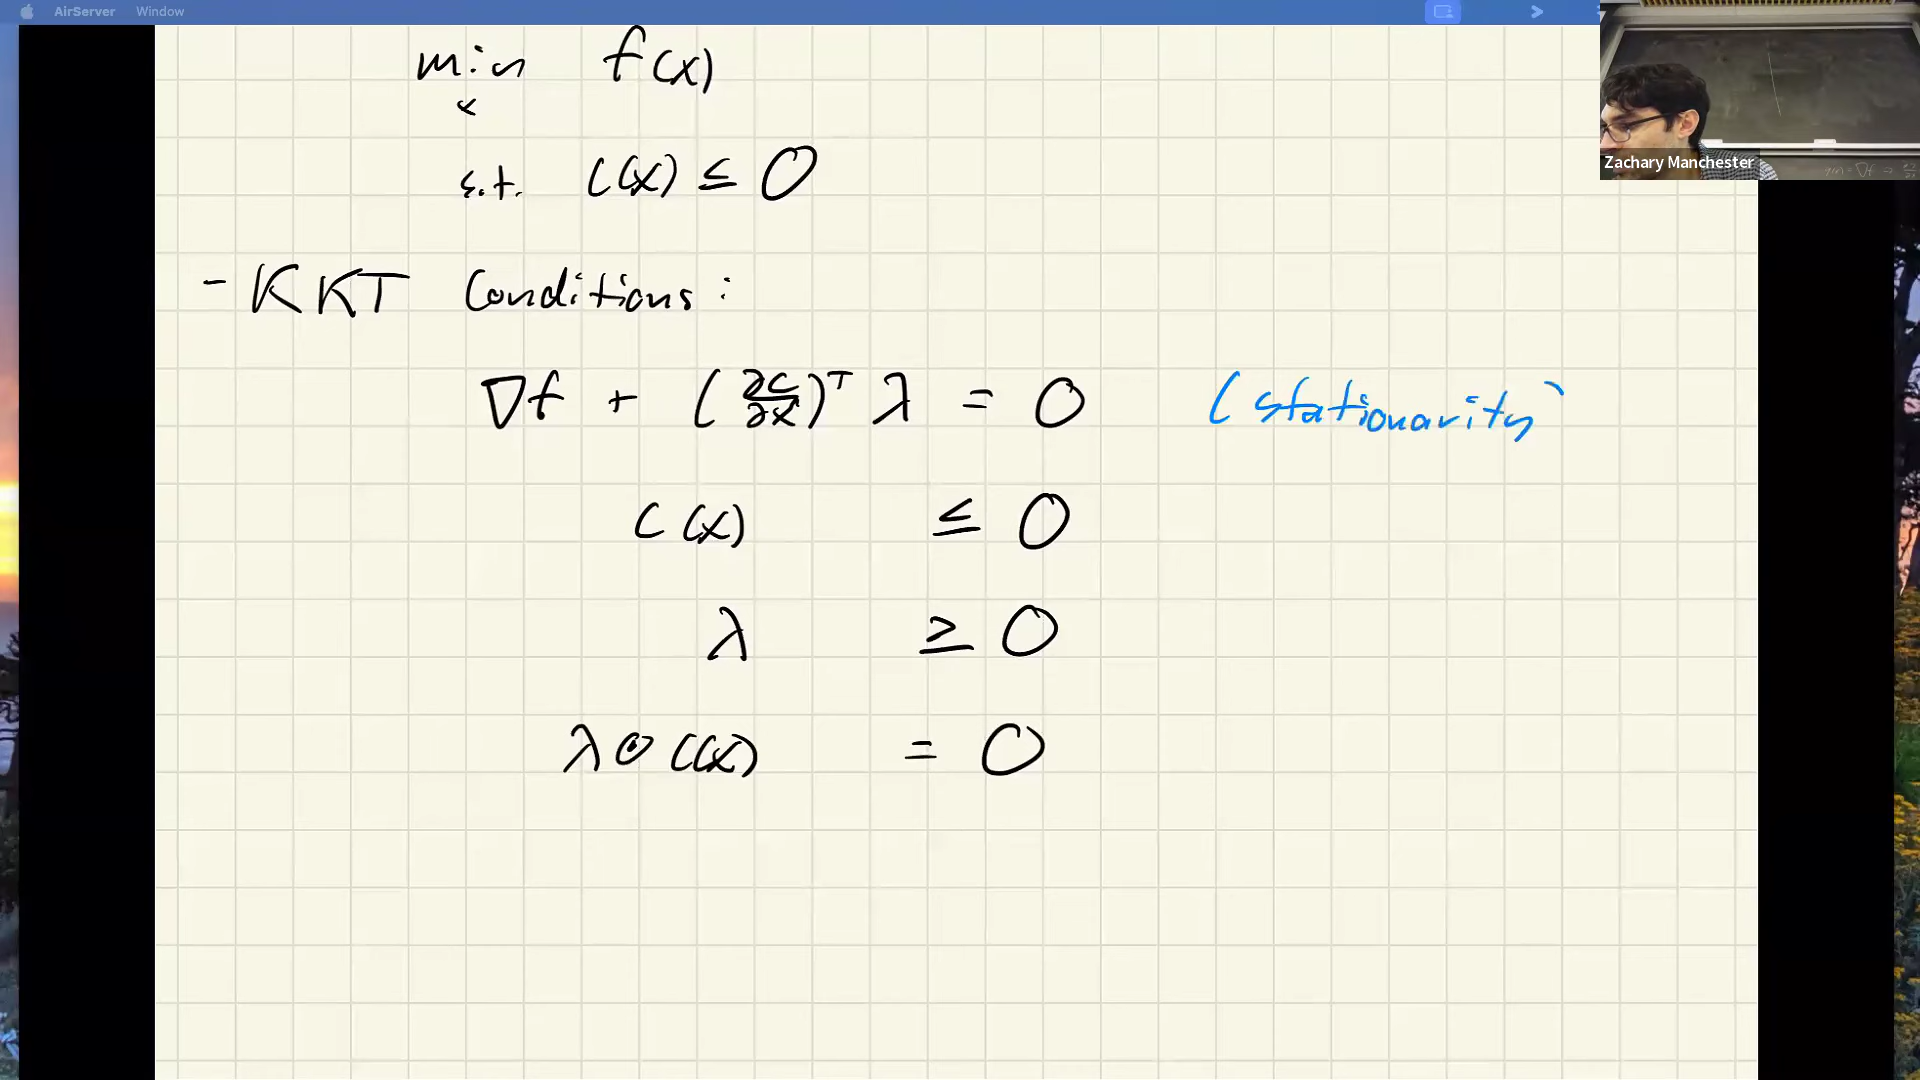 AirServer Window
min f(x)
x
s.t. C(x) ≤ 0
Zachary Manchester
- KKT Conditions:
∇f + (∂C/∂x)ᵀ λ = 0 (stationarity)
C(x) ≤ 0
λ ≥ 0
λ ⊙ C(x) = 0